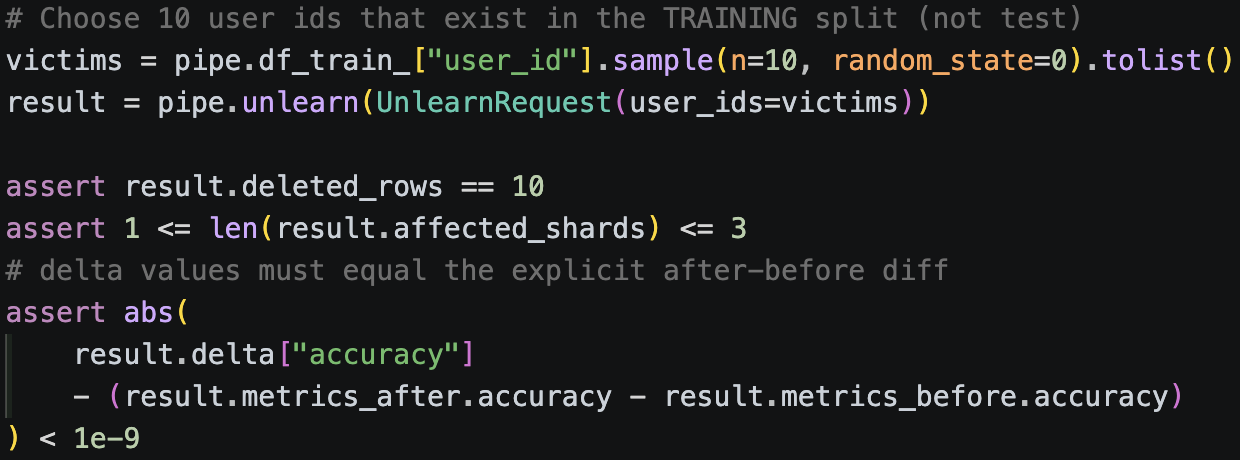 # Choose 10 user ids that exist in the TRAINING split (not test)
victims = pipe.df_train_["user_id"].sample(n=10, random_state=0).tolist()
result = pipe.unlearn(UnlearnRequest(user_ids=victims))

assert result.deleted_rows == 10
assert 1 <= len(result.affected_shards) <= 3
# delta values must equal the explicit after-before diff
assert abs(
    result.delta["accuracy"]
    - (result.metrics_after.accuracy - result.metrics_before.accuracy)
) < 1e-9